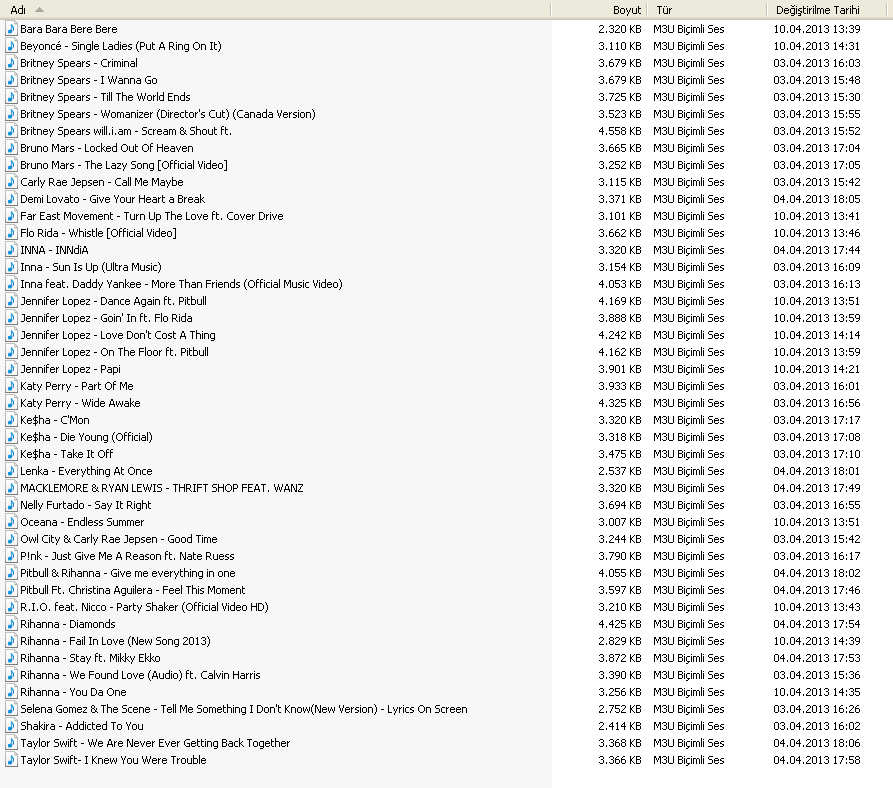 Adı Boyut Tür Değiştirilme Tarihi
Bara Bara Bere Bere 2.320 KB M3U Biçimli Ses 10.04.2013 13:39
Beyoncé - Single Ladies (Put A Ring On It) 3.110 KB M3U Biçimli Ses 10.04.2013 14:31
Britney Spears - Criminal 3.679 KB M3U Biçimli Ses 03.04.2013 16:03
Britney Spears - I Wanna Go 3.679 KB M3U Biçimli Ses 03.04.2013 15:48
Britney Spears - Till The World Ends 3.725 KB M3U Biçimli Ses 03.04.2013 15:30
Britney Spears - Womanizer (Director's Cut) (Canada Version) 3.523 KB M3U Biçimli Ses 03.04.2013 15:55
Britney Spears will.i.am - Scream & Shout ft. 4.558 KB M3U Biçimli Ses 03.04.2013 15:52
Bruno Mars - Locked Out Of Heaven 3.665 KB M3U Biçimli Ses 03.04.2013 17:04
Bruno Mars - The Lazy Song [Official Video] 3.252 KB M3U Biçimli Ses 03.04.2013 17:05
Carly Rae Jepsen - Call Me Maybe 3.115 KB M3U Biçimli Ses 03.04.2013 15:42
Demi Lovato - Give Your Heart a Break 3.371 KB M3U Biçimli Ses 04.04.2013 18:05
Far East Movement - Turn Up The Love ft. Cover Drive 3.101 KB M3U Biçimli Ses 10.04.2013 13:41
Flo Rida - Whistle [Official Video] 3.662 KB M3U Biçimli Ses 10.04.2013 13:46
INNA - INNdiA 3.320 KB M3U Biçimli Ses 04.04.2013 17:44
Inna - Sun Is Up (Ultra Music) 3.154 KB M3U Biçimli Ses 03.04.2013 16:09
Inna feat. Daddy Yankee - More Than Friends (Official Music Video) 4.053 KB M3U Biçimli Ses 03.04.2013 16:13
Jennifer Lopez - Dance Again ft. Pitbull 4.169 KB M3U Biçimli Ses 10.04.2013 13:51
Jennifer Lopez - Goin' In ft. Flo Rida 3.888 KB M3U Biçimli Ses 10.04.2013 13:59
Jennifer Lopez - Love Don't Cost A Thing 4.242 KB M3U Biçimli Ses 10.04.2013 14:14
Jennifer Lopez - On The Floor ft. Pitbull 4.162 KB M3U Biçimli Ses 10.04.2013 13:59
Jennifer Lopez - Papi 3.901 KB M3U Biçimli Ses 10.04.2013 14:21
Katy Perry - Part Of Me 3.933 KB M3U Biçimli Ses 03.04.2013 16:01
Katy Perry - Wide Awake 4.325 KB M3U Biçimli Ses 03.04.2013 16:56
Ke$ha - C'Mon 3.320 KB M3U Biçimli Ses 03.04.2013 17:17
Ke$ha - Die Young (Official) 3.318 KB M3U Biçimli Ses 03.04.2013 17:08
Ke$ha - Take It Off 3.475 KB M3U Biçimli Ses 03.04.2013 17:10
Lenka - Everything At Once 2.537 KB M3U Biçimli Ses 04.04.2013 18:01
MACKLEMORE & RYAN LEWIS - THRIFT SHOP FEAT. WANZ 3.320 KB M3U Biçimli Ses 04.04.2013 17:49
Nelly Furtado - Say It Right 3.694 KB M3U Biçimli Ses 03.04.2013 16:55
Oceana - Endless Summer 3.007 KB M3U Biçimli Ses 10.04.2013 13:51
Owl City & Carly Rae Jepsen - Good Time 3.244 KB M3U Biçimli Ses 03.04.2013 15:42
P!nk - Just Give Me A Reason ft. Nate Ruess 3.790 KB M3U Biçimli Ses 03.04.2013 16:17
Pitbull & Rihanna - Give me everything in one 4.055 KB M3U Biçimli Ses 04.04.2013 18:02
Pitbull Ft. Christina Aguilera - Feel This Moment 3.597 KB M3U Biçimli Ses 04.04.2013 17:46
R.I.O. feat. Nicco - Party Shaker (Official Video HD) 3.210 KB M3U Biçimli Ses 10.04.2013 13:43
Rihanna - Diamonds 4.425 KB M3U Biçimli Ses 04.04.2013 17:54
Rihanna - Fail In Love (New Song 2013) 2.829 KB M3U Biçimli Ses 10.04.2013 14:39
Rihanna - Stay ft. Mikky Ekko 3.872 KB M3U Biçimli Ses 04.04.2013 17:53
Rihanna - We Found Love (Audio) ft. Calvin Harris 3.390 KB M3U Biçimli Ses 03.04.2013 15:36
Rihanna - You Da One 3.256 KB M3U Biçimli Ses 10.04.2013 14:35
Selena Gomez & The Scene - Tell Me Something I Don't Know(New Version) - Lyrics On Screen 2.752 KB M3U Biçimli Ses 03.04.2013 16:26
Shakira - Addicted To You 2.414 KB M3U Biçimli Ses 03.04.2013 16:02
Taylor Swift - We Are Never Ever Getting Back Together 3.368 KB M3U Biçimli Ses 04.04.2013 18:06
Taylor Swift- I Knew You Were Trouble 3.366 KB M3U Biçimli Ses 04.04.2013 17:58